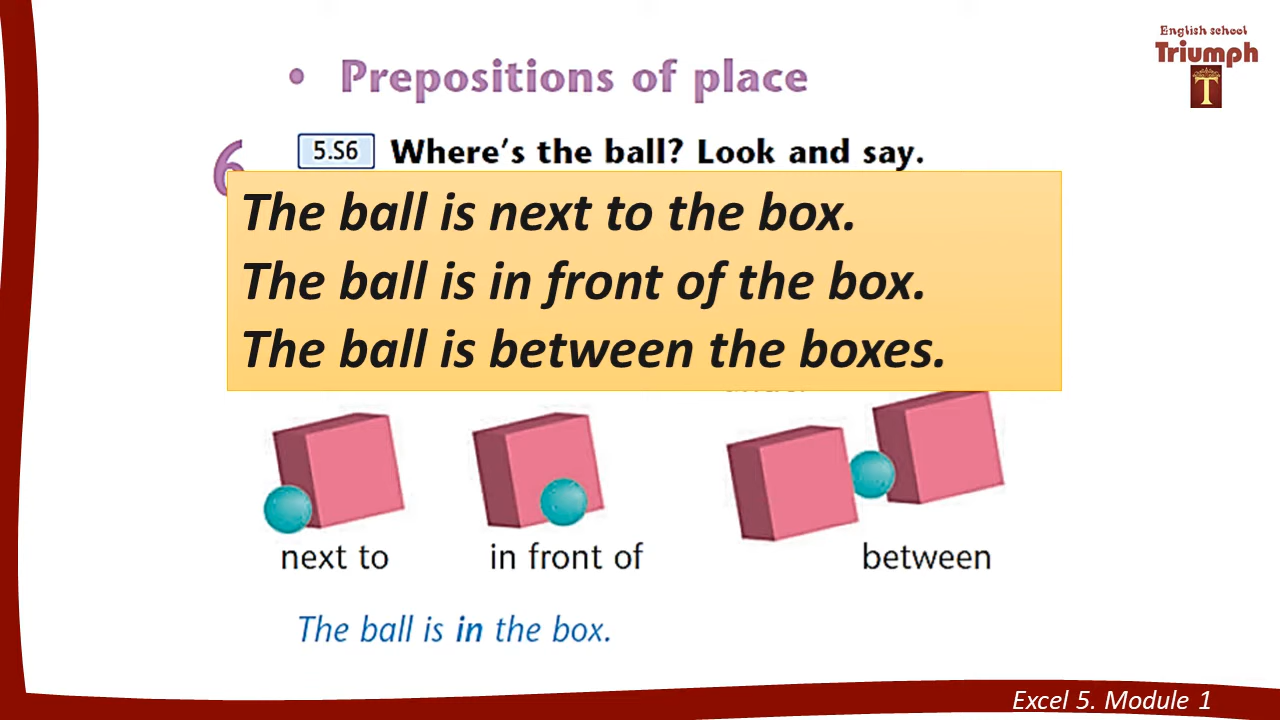 English school
Triumph
T
• Prepositions of place
6 5.S6 Where's the ball? Look and say.
The ball is next to the box.
The ball is in front of the box.
The ball is between the boxes.
next to in front of between
The ball is in the box.
Excel 5. Module 1